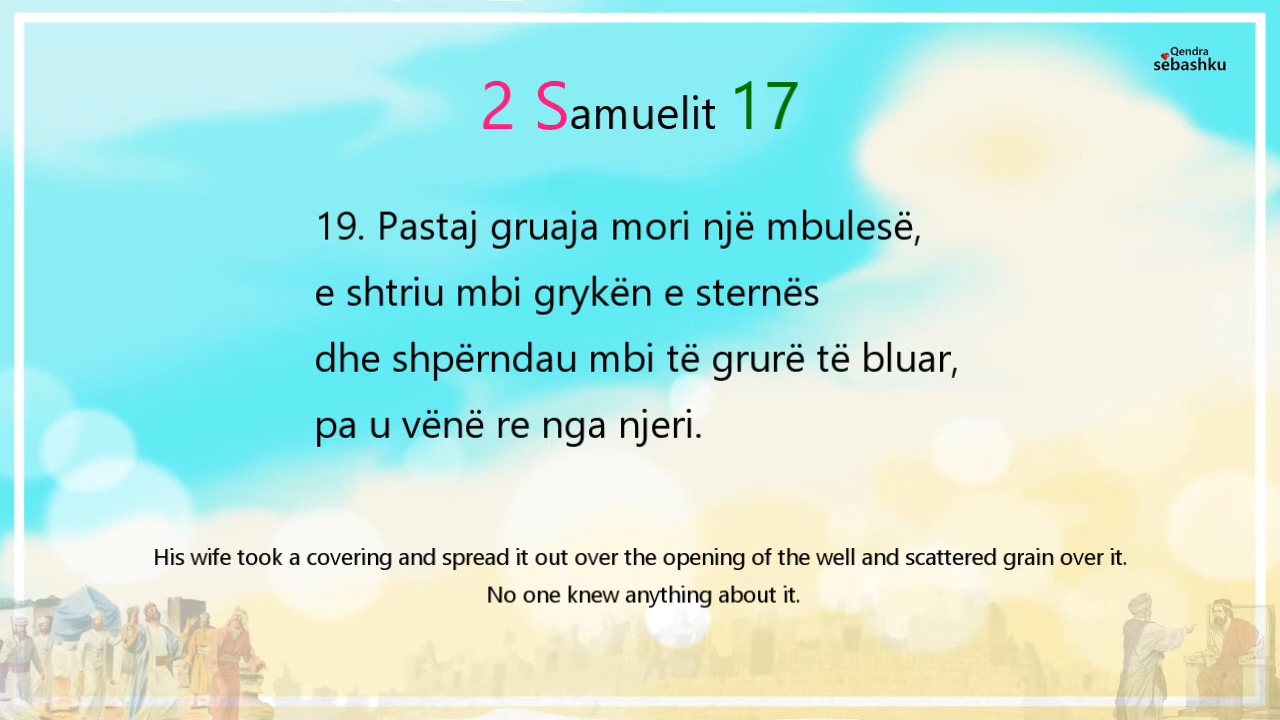 Qendra
sëbashku
2 Samuelit 17
19. Pastaj gruaja mori një mbulesë,
e shtriu mbi grykën e sternës
dhe shpërndau mbi të grurë të bluar,
pa u vënë re nga njeri.
His wife took a covering and spread it out over the opening of the well and scattered grain over it.
No one knew anything about it.